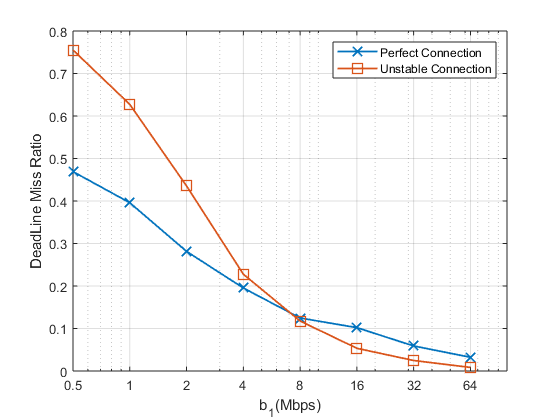 0.8
0.7
0.6
0.5
0.4
0.3
0.2
0.1
0
DeadLine Miss Ratio
Perfect Connection
Unstable Connection
0.5 1 2 4 8 16 32 64
b1(Mbps)